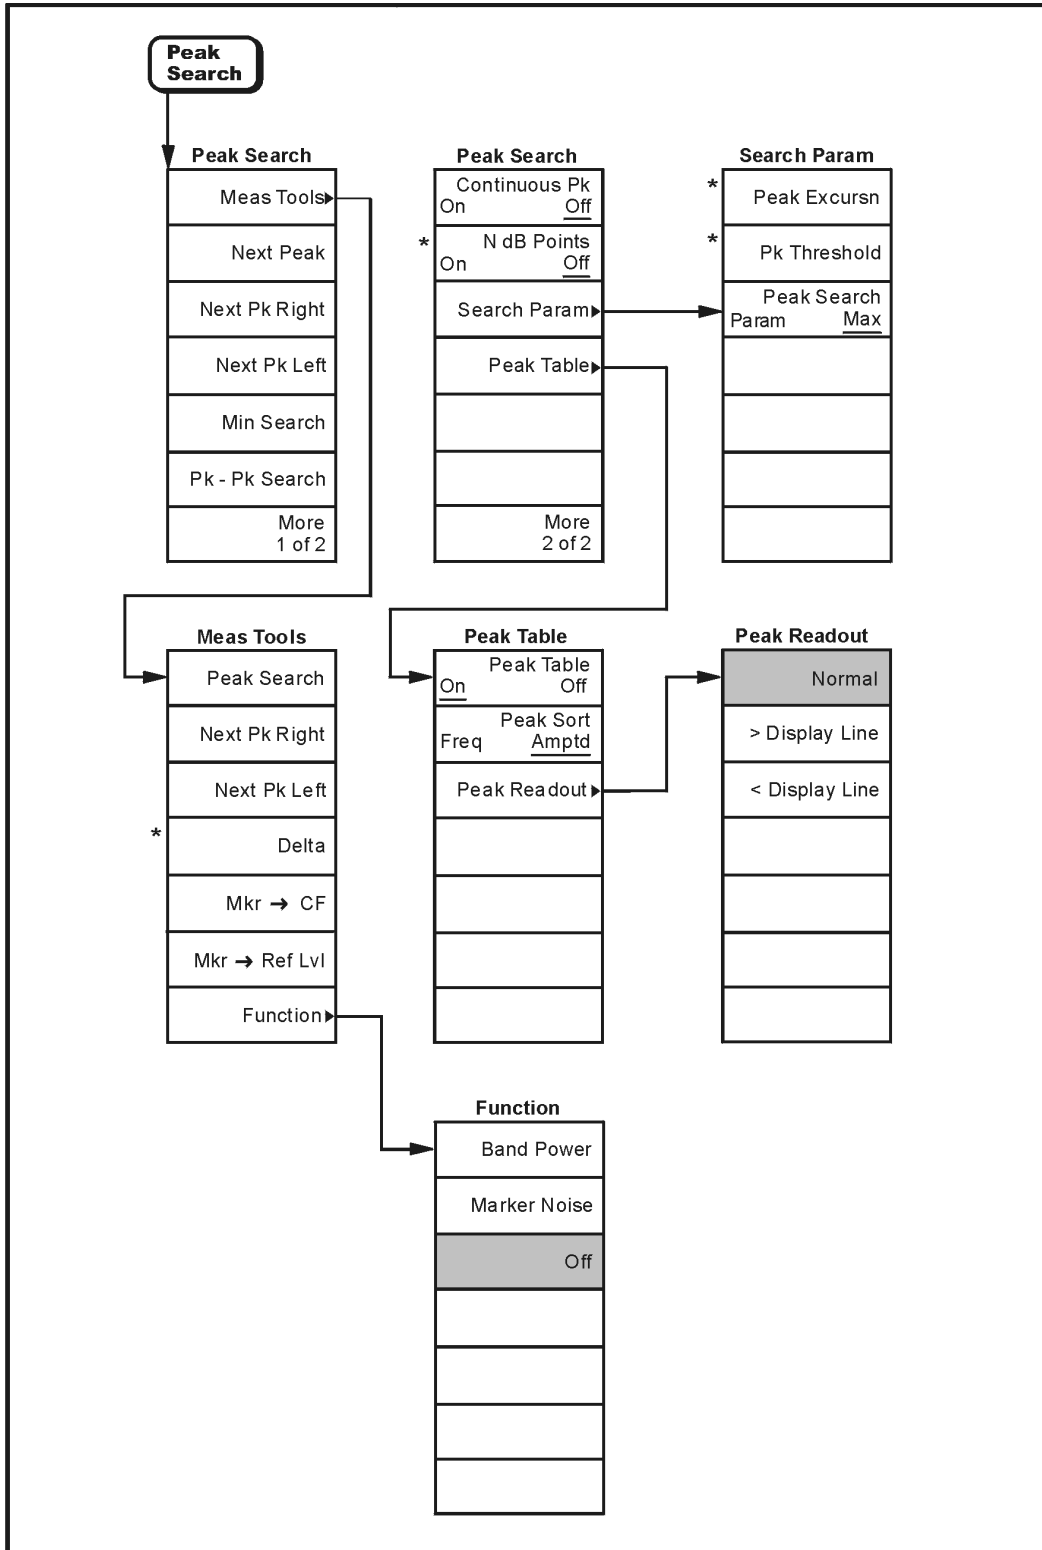 Peak
Search
Peak Search
Meas Tools
Next Peak
Next Pk Right
Next Pk Left
Min Search
Pk - Pk Search
More
1 of 2
Peak Search
Continuous Pk
On Off
* N dB Points
On Off
Search Param
Peak Table
More
2 of 2
Search Param
* Peak Excursn
* Pk Threshold
Peak Search
Param Max
Meas Tools
Peak Search
Next Pk Right
Next Pk Left
* Delta
Mkr → CF
Mkr → Ref Lvl
Function
Peak Table
Peak Table
On Off
Peak Sort
Freq Amptd
Peak Readout
Peak Readout
Normal
> Display Line
< Display Line
Function
Band Power
Marker Noise
Off